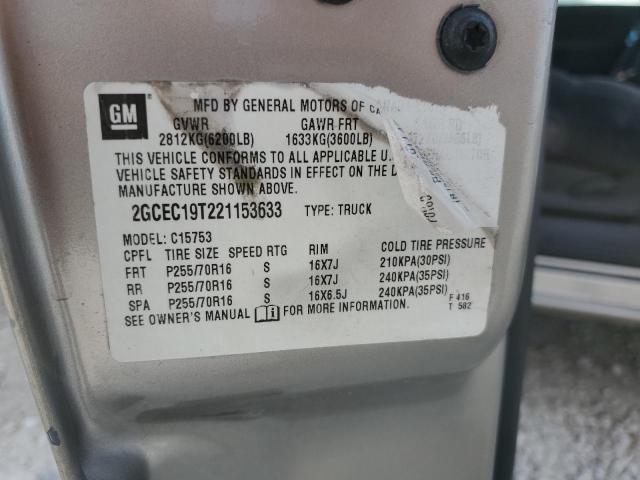 GM
MFD BY GENERAL MOTORS OF
GVWR GAWR FRT
2812KG(6200LB) 1633KG(3600LB)
THIS VEHICLE CONFORMS TO ALL APPLICABLE U.
VEHICLE SAFETY STANDARDS IN EFFECT ON THE D
MANUFACTURE SHOWN ABOVE.
2GCEC19T221153633 TYPE: TRUCK
MODEL: C15753
CPFL TIRE SIZE SPEED RTG RIM COLD TIRE PRESSURE
FRT P255/70R16 S 16X7J 210KPA(30PSI)
RR P255/70R16 S 16X7J 240KPA(35PSI)
SPA P255/70R16 S 16X6.5J 240KPA(35PSI)
F 416
T 582
SEE OWNER'S MANUAL FOR MORE INFORMATION.